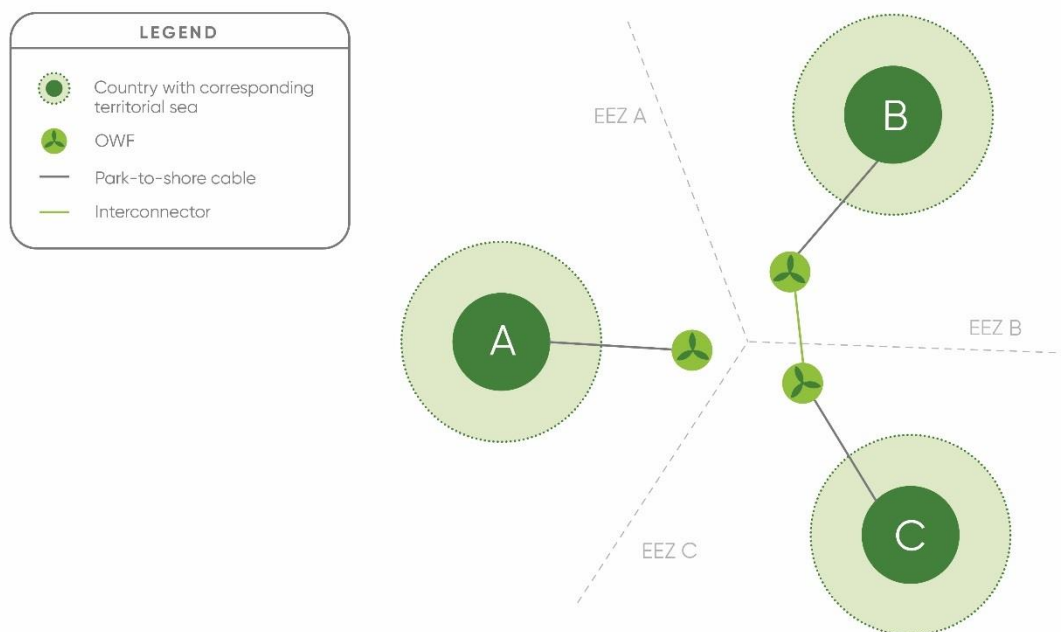 LEGEND
Country with corresponding
territorial sea
OWF
Park-to-shore cable
Interconnector
EEZ A
B
A
EEZ B
EEZ C
C